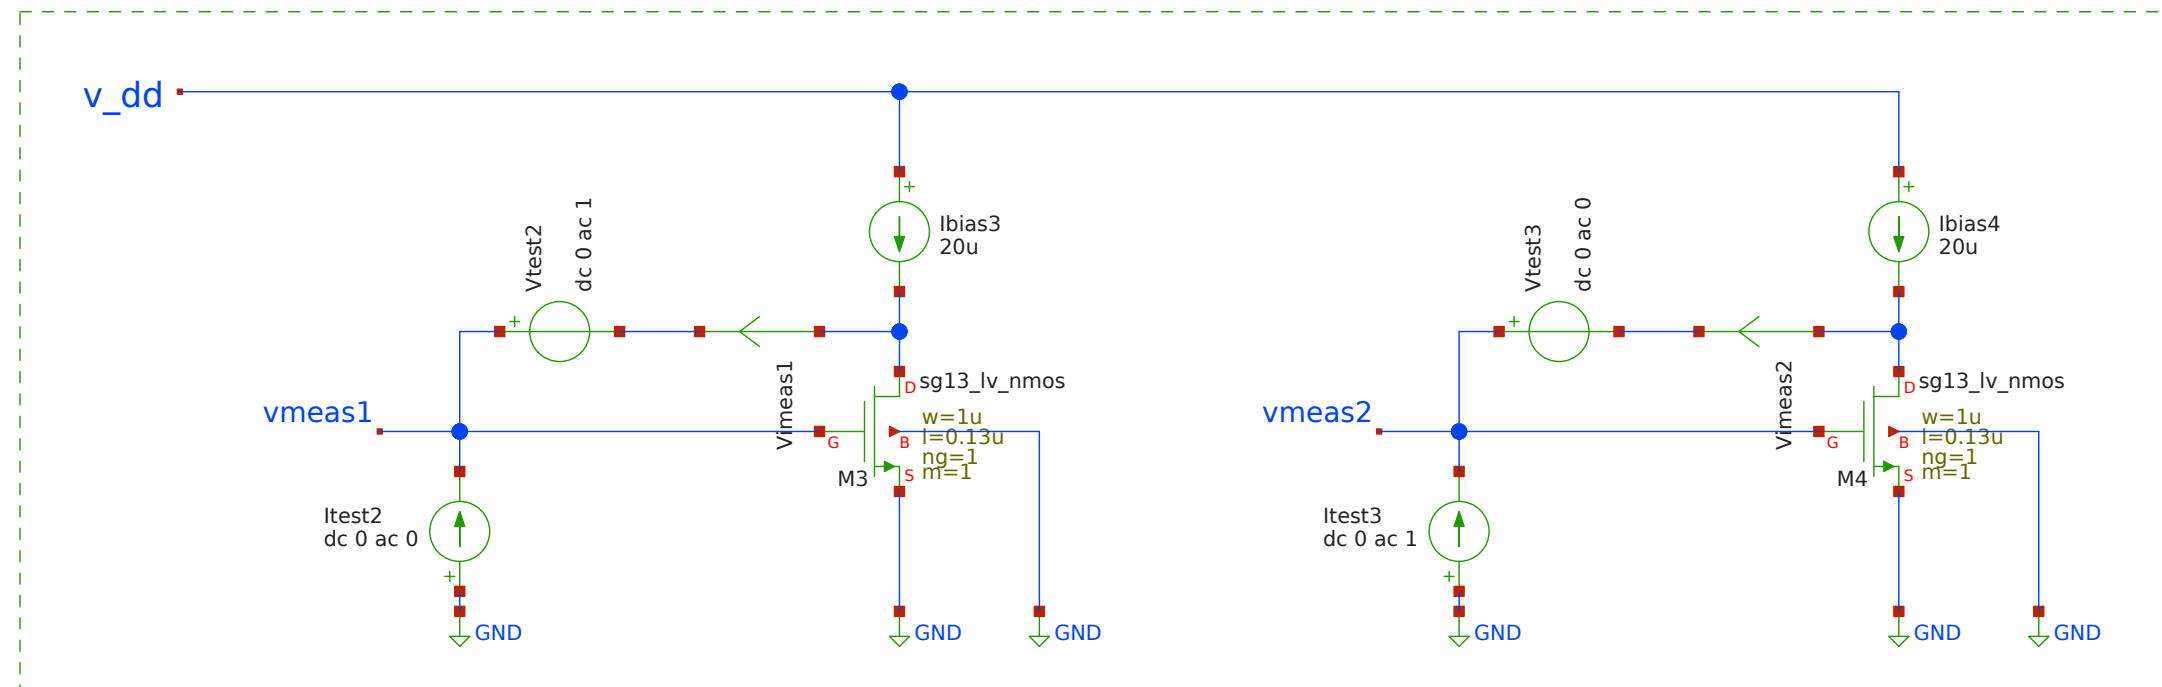 v_dd
+
Ibias3
20u
+
Ibias4
20u
Vtest2
dc 0 ac 1
+
Vtest3
dc 0 ac 0
+
vmeas1
Vimeas1
D
sg13_lv_nmos
G
B
S
w=1u
l=0.13u
ng=1
m=1
M3
vmeas2
Vimeas2
D
sg13_lv_nmos
G
B
S
w=1u
l=0.13u
ng=1
m=1
M4
Itest2
dc 0 ac 0
+
Itest3
dc 0 ac 1
+
GND
GND
GND
GND
GND
GND